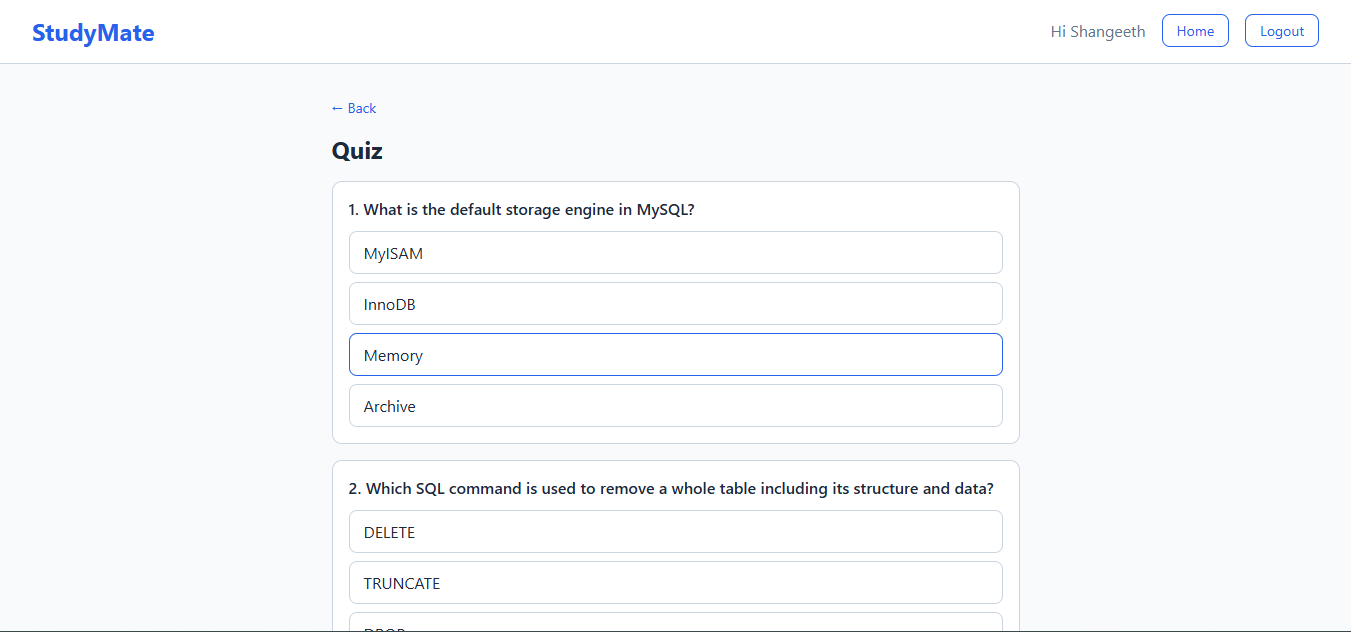 StudyMate
Hi Shangeeth
Home
Logout
← Back
Quiz
1. What is the default storage engine in MySQL?
MyISAM
InnoDB
Memory
Archive
2. Which SQL command is used to remove a whole table including its structure and data?
DELETE
TRUNCATE
DROP